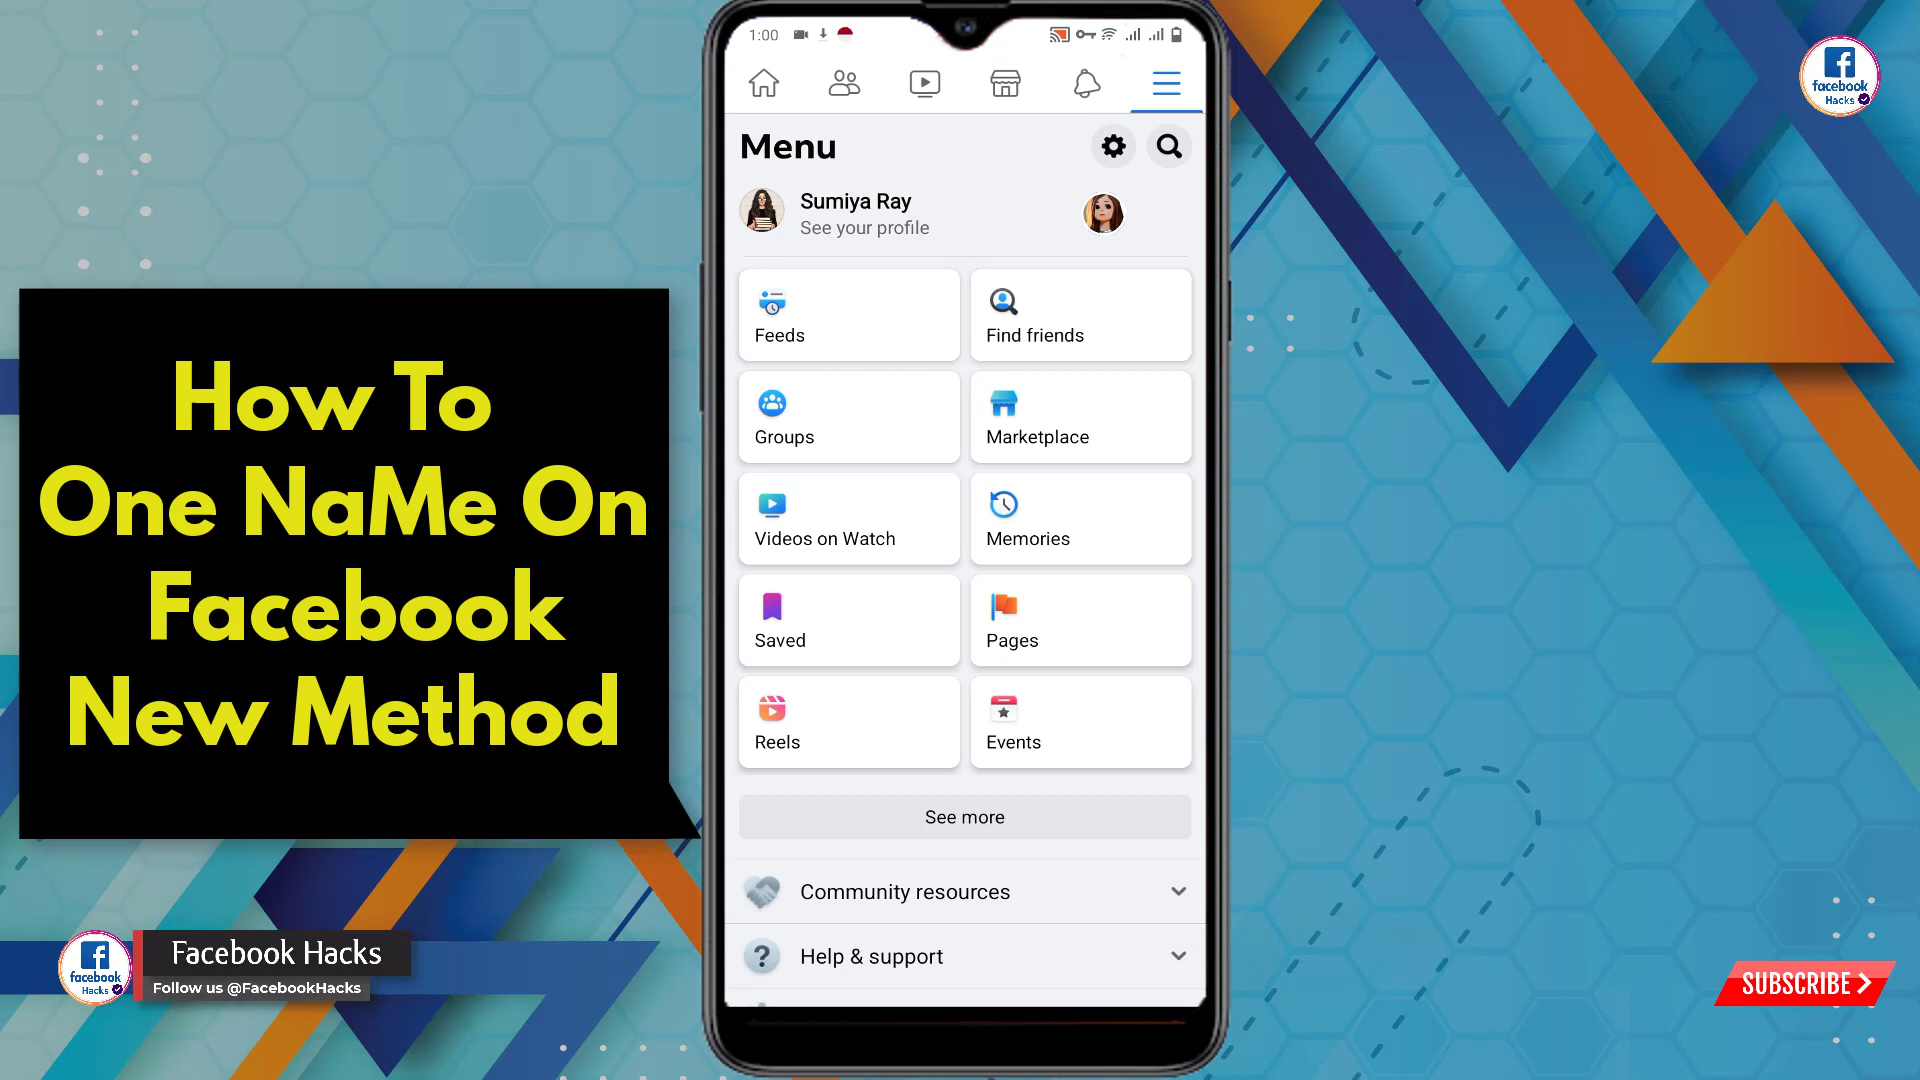 1:00
Menu
Sumiya Ray
See your profile
Feeds
Find friends
Groups
Marketplace
Videos on Watch
Memories
Saved
Pages
Reels
Events
See more
Community resources
Help & support
How To
One NaMe On
Facebook
New Method
facebook
Hacks
Facebook Hacks
Follow us @FacebookHacks
facebook
Hacks
SUBSCRIBE